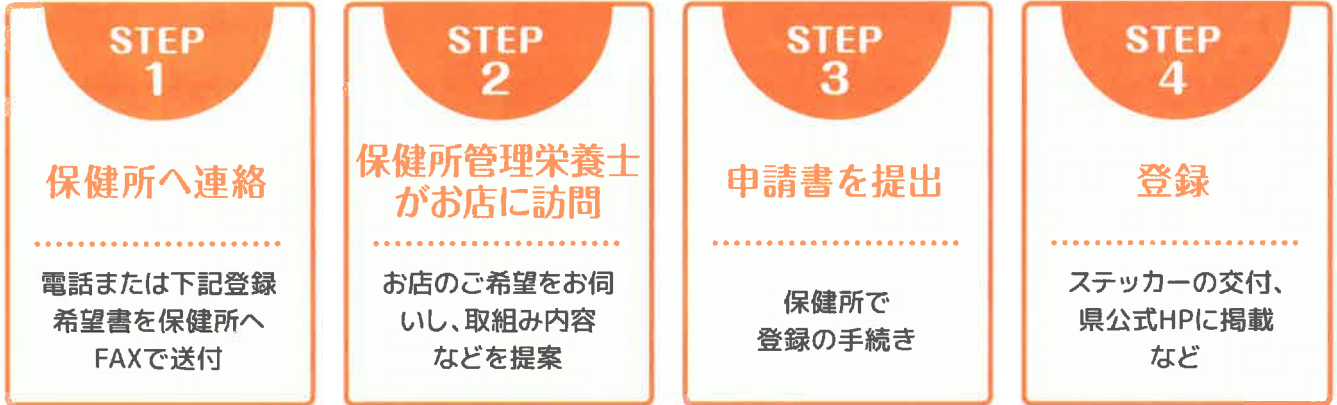 STEP
1
保健所へ連絡
電話または下記登録
希望書を保健所へ
FAXで送付
STEP
2
保健所管理栄養士
がお店に訪問
お店のご希望をお伺
いし、取組み内容
などを提案
STEP
3
申請書を提出
保健所で
登録の手続き
STEP
4
登録
ステッカーの交付、
県公式HPに掲載
など